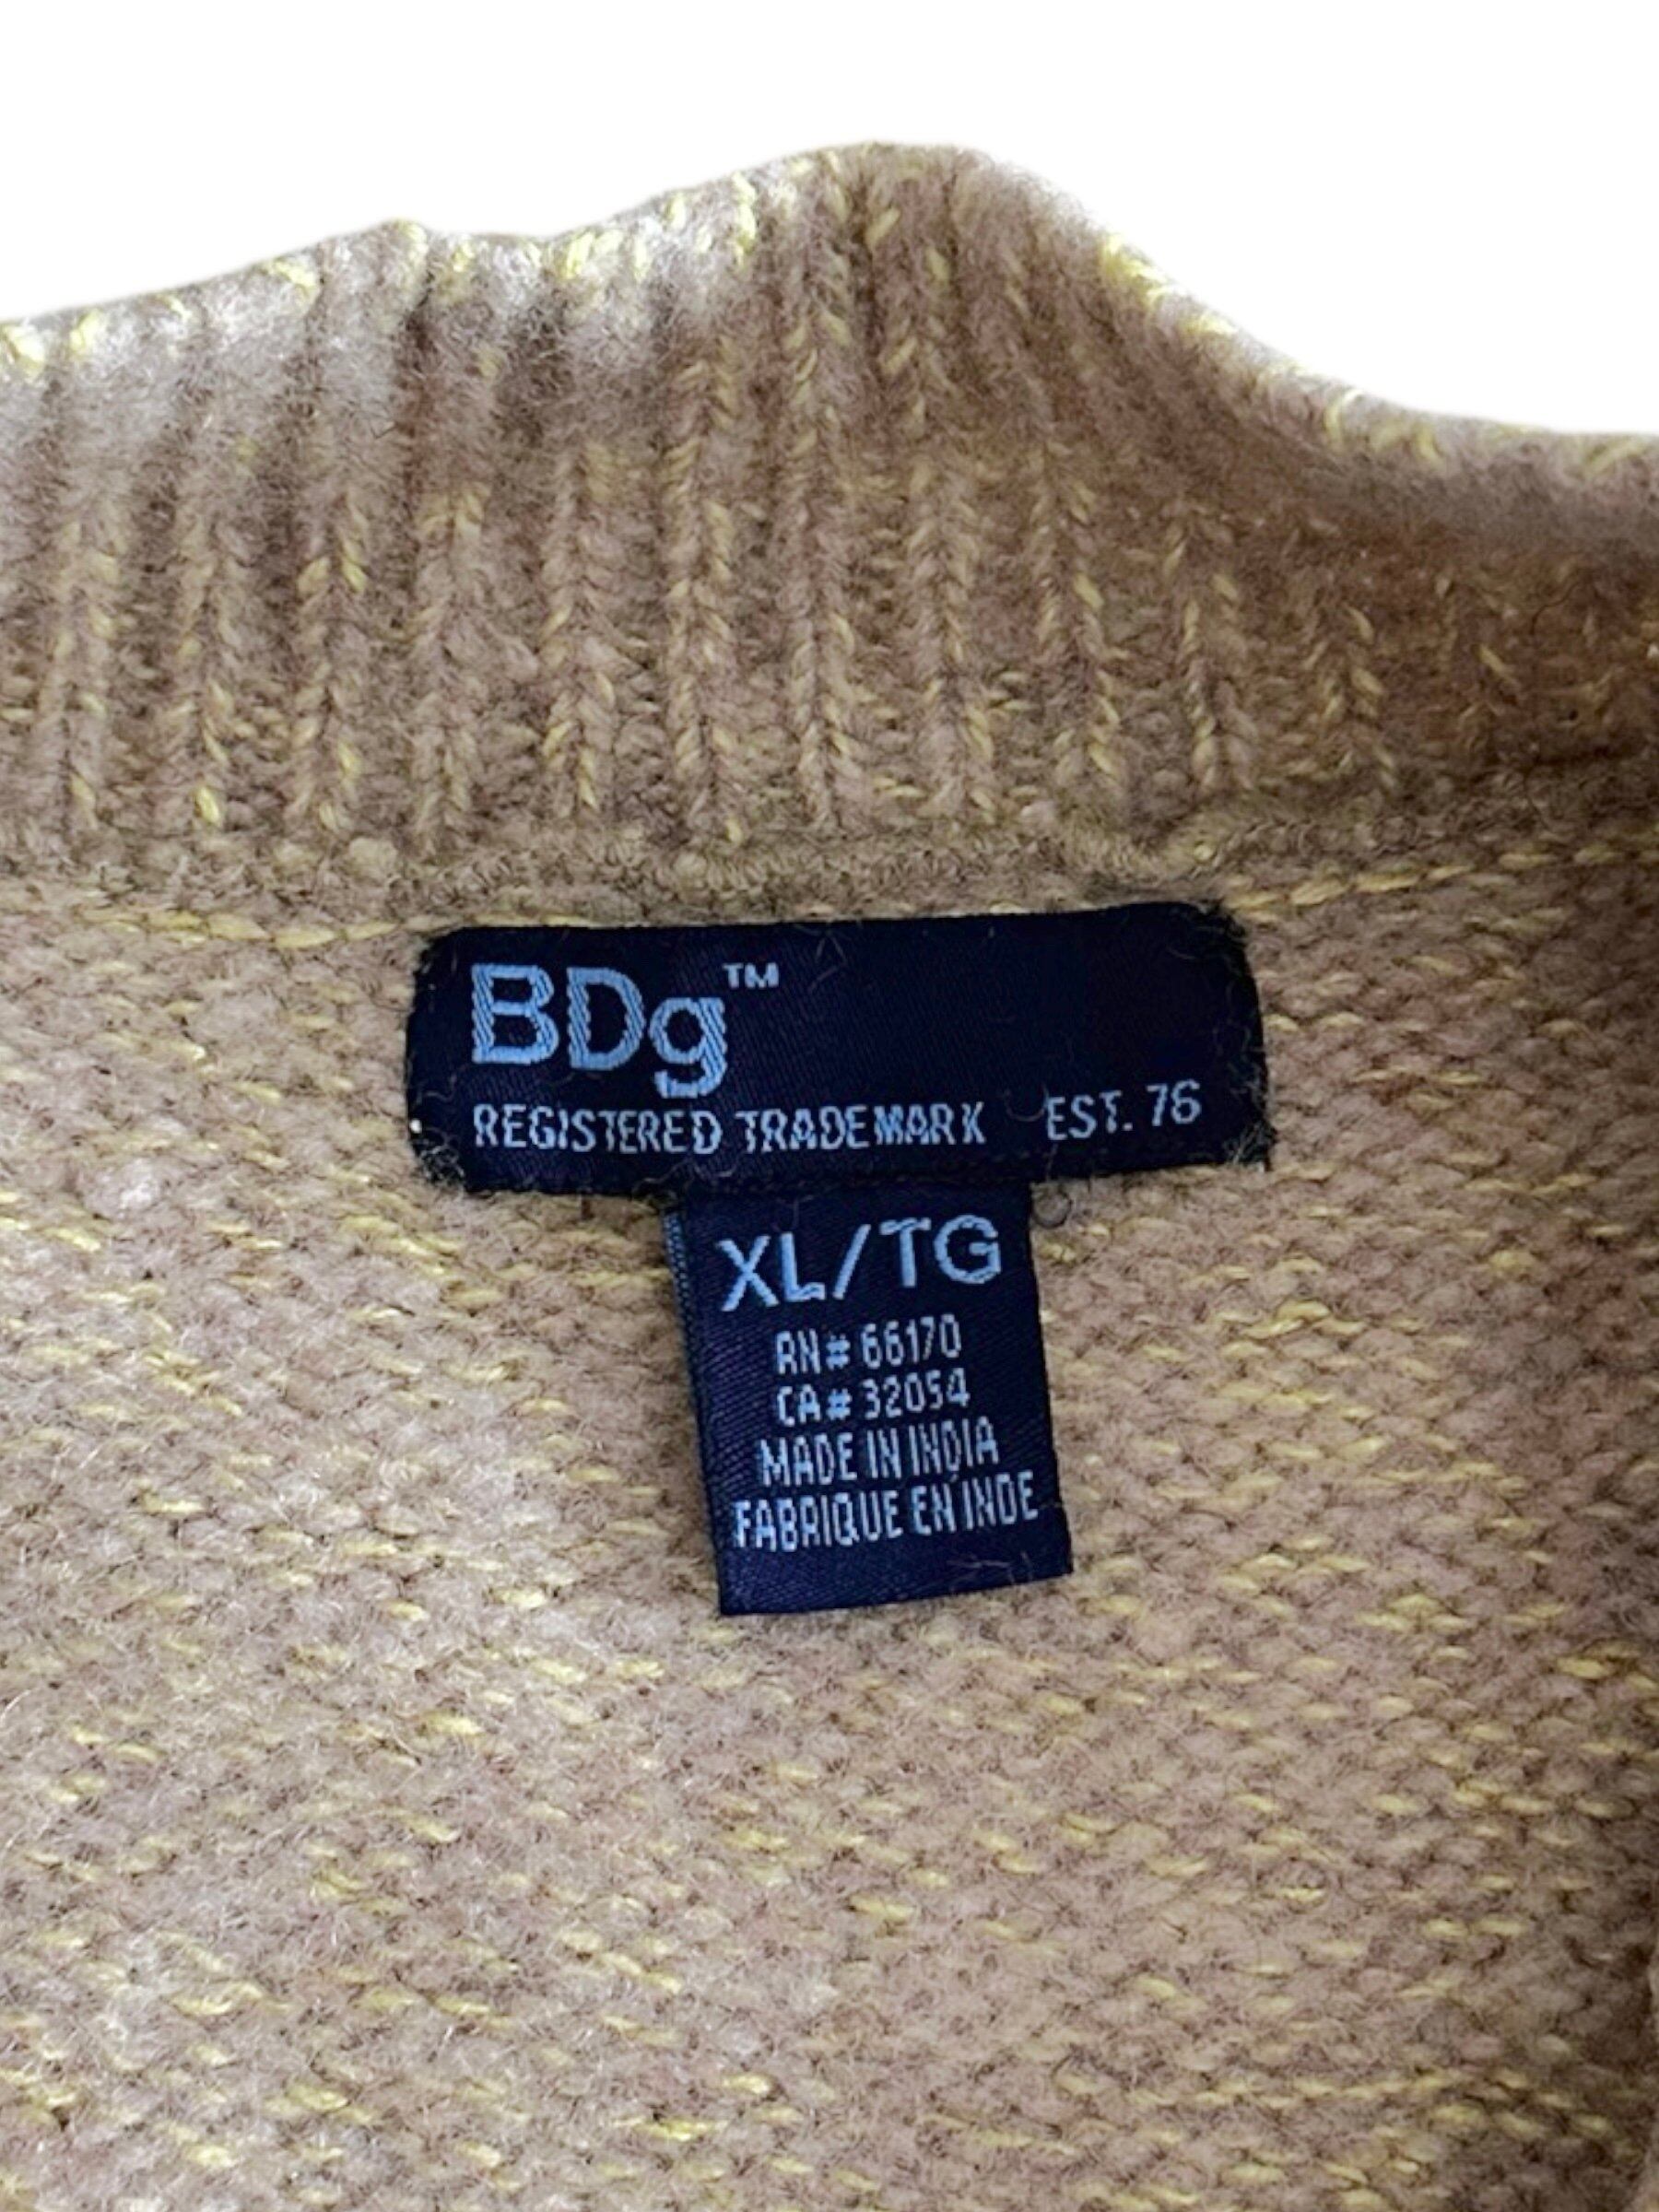 BDg™
REGISTERED TRADEMARK EST. 76
XL/TG
RN# 66170
CA# 32054
MADE IN INDIA
FABRIQUE EN INDE